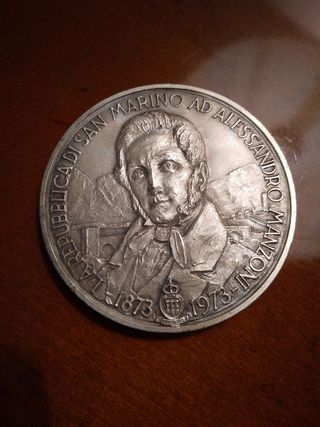 LA REPUBBLICA DI SAN MARINO AD ALESSANDRO MANZONI
1873 1973